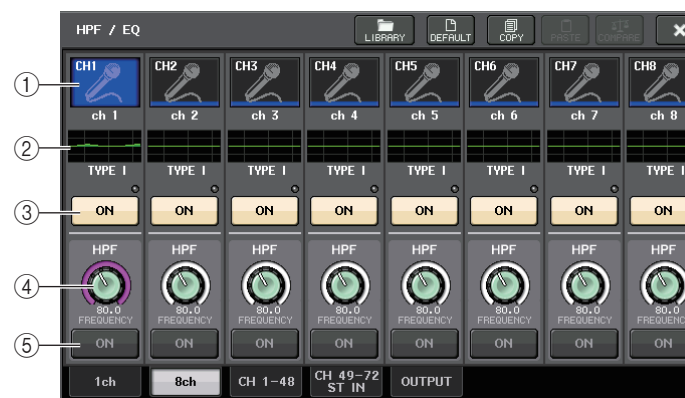 HPF / EQ
LIBRARY DEFAULT COPY PASTE COMPARE
CH1 CH2 CH3 CH4 CH5 CH6 CH7 CH8
① ch 1 ch 2 ch 3 ch 4 ch 5 ch 6 ch 7 ch 8
② TYPE I TYPE I TYPE I TYPE I TYPE I TYPE I TYPE I TYPE I
③ ON ON ON ON ON ON ON ON
HPF HPF HPF HPF HPF HPF HPF HPF
④ 80.0 80.0 80.0 80.0 80.0 80.0 80.0 80.0
FREQUENCY FREQUENCY FREQUENCY FREQUENCY FREQUENCY FREQUENCY FREQUENCY FREQUENCY
⑤ ON ON ON ON ON ON ON ON
1ch 8ch CH 1-48 CH 49-72 ST IN OUTPUT